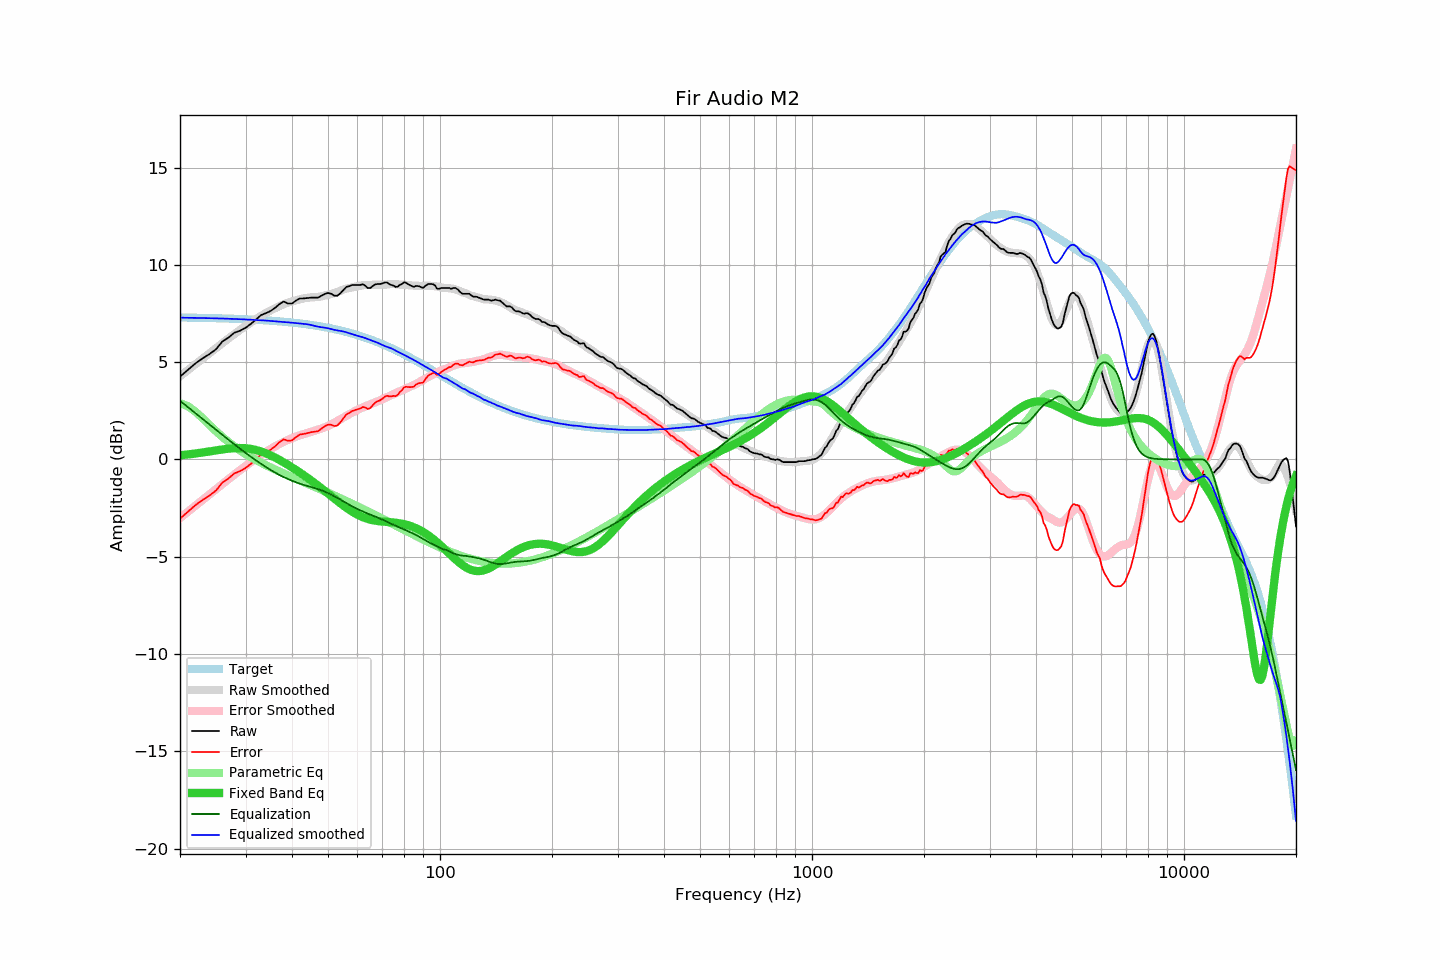 Fir Audio M2
Amplitude (dBr)
15
10
5
0
−5
−10
−15
−20
Target
Raw Smoothed
Error Smoothed
Raw
Error
Parametric Eq
Fixed Band Eq
Equalization
Equalized smoothed
100
1000
10000
Frequency (Hz)